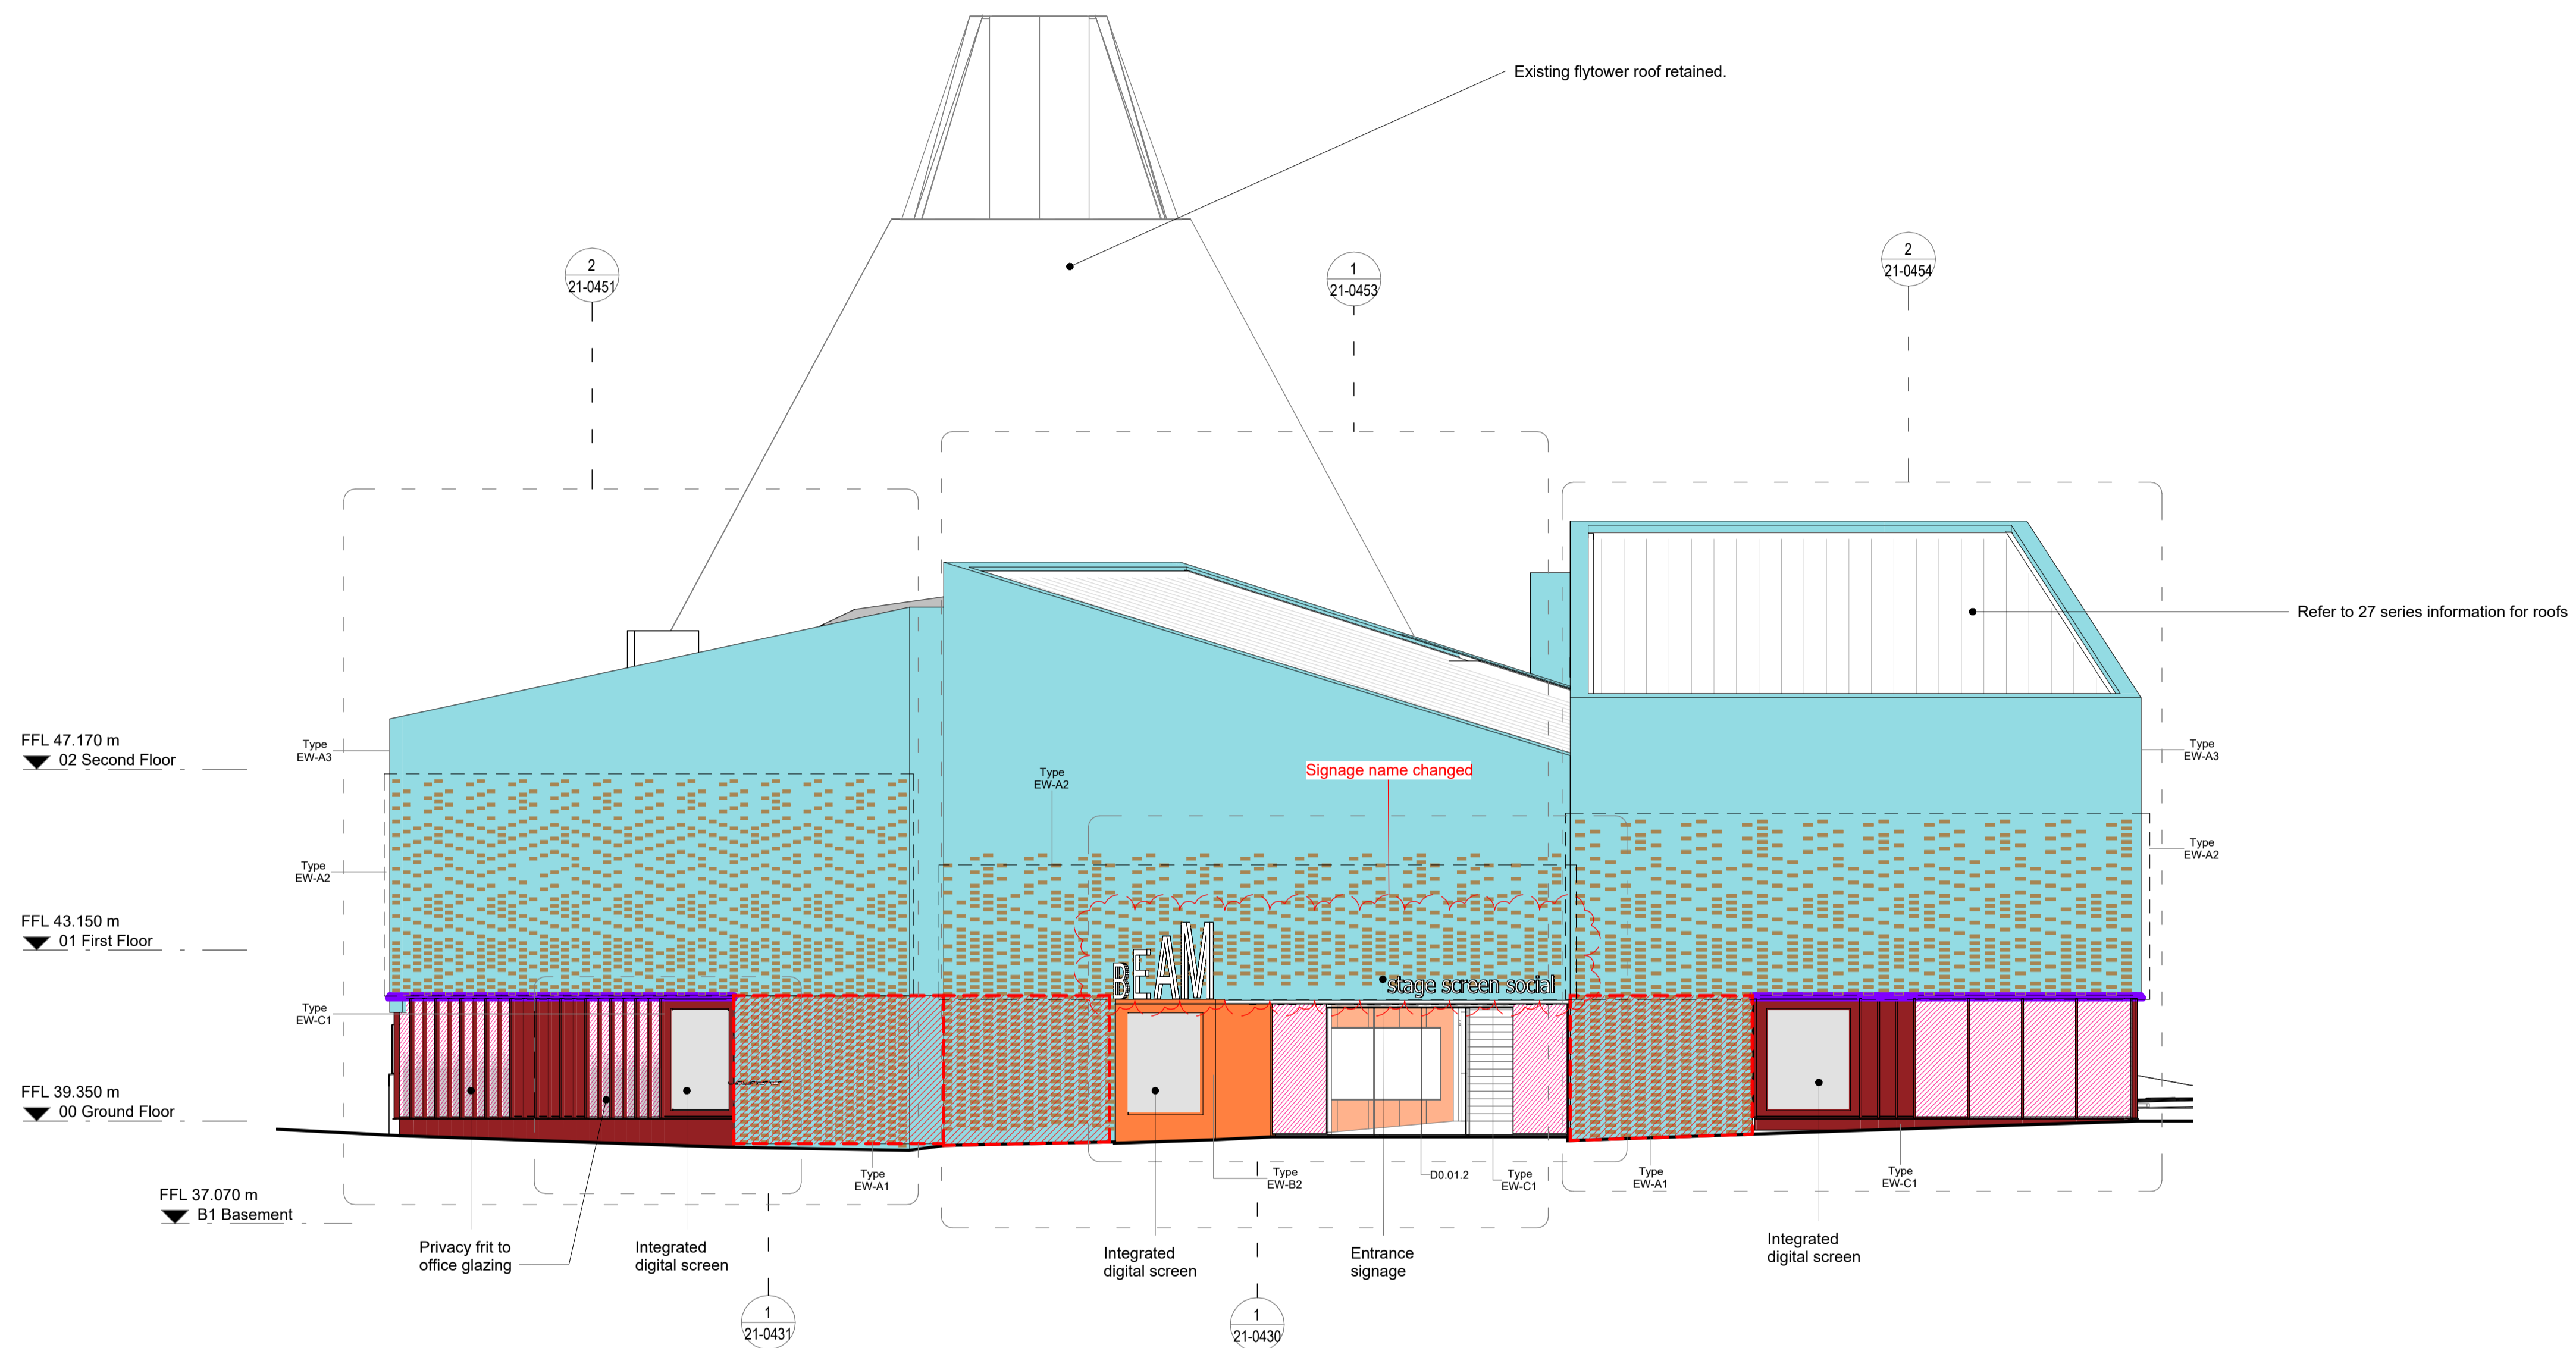 Existing flytower roof retained.
2
21-0451
1
21-0453
2
21-0454
Refer to 27 series information for roofs
FFL 47.170 m
02 Second Floor
Type
EW-A3
Type
EW-A2
Signage name changed
Type
EW-A3
Type
EW-A2
Type
EW-A2
FFL 43.150 m
01 First Floor
BEAM
stage screen social
Type
EW-C1
FFL 39.350 m
00 Ground Floor
Type
EW-A1
Type
EW-B2
D0.01.2
Type
EW-C1
Type
EW-A1
Type
EW-C1
FFL 37.070 m
B1 Basement
Privacy frit to
office glazing
Integrated
digital screen
Integrated
digital screen
Entrance
signage
Integrated
digital screen
1
21-0431
1
21-0430